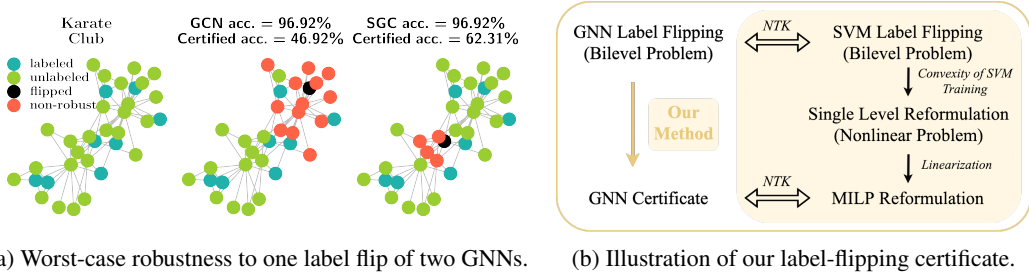 Karate
Club
labeled
unlabeled
flipped
non-robust
GCN acc. = 96.92%
Certified acc. = 46.92%
SGC acc. = 96.92%
Certified acc. = 62.31%
a) Worst-case robustness to one label flip of two GNNs.
GNN Label Flipping
(Bilevel Problem)
NTK
SVM Label Flipping
(Bilevel Problem)
Convexity of SVM
Training
Our
Method
Single Level Reformulation
(Nonlinear Problem)
Linearization
GNN Certificate
NTK
MILP Reformulation
(b) Illustration of our label-flipping certificate.